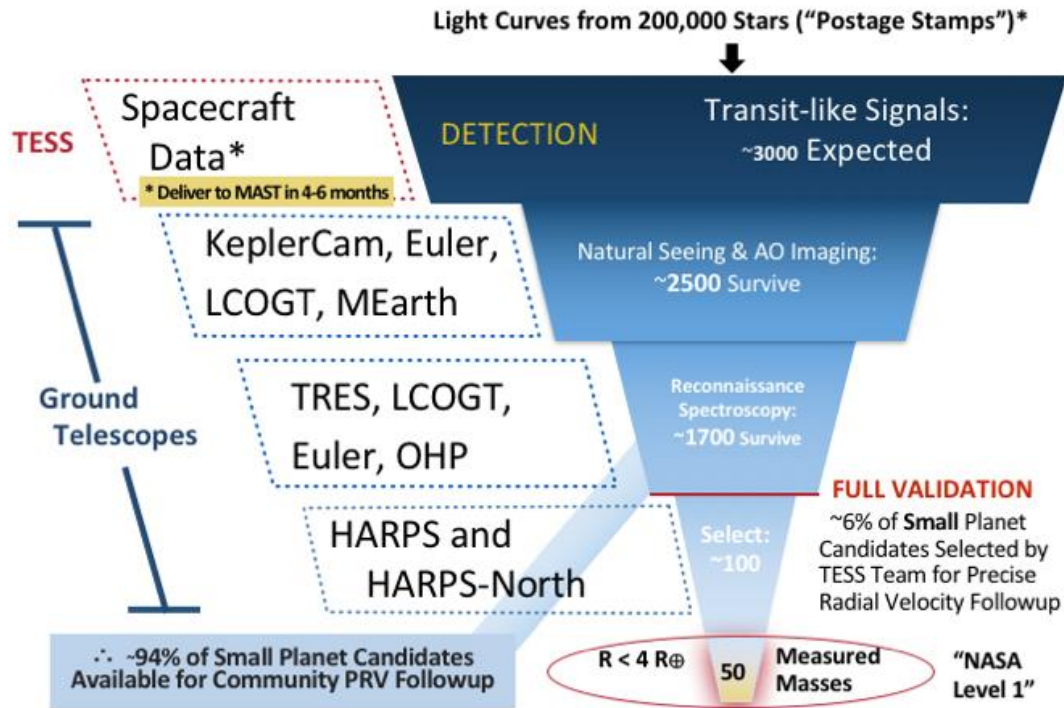 Light Curves from 200,000 Stars (“Postage Stamps”)*
TESS
Spacecraft
Data*
* Deliver to MAST in 4-6 months
DETECTION
Transit-like Signals:
~3000 Expected
KeplerCam, Euler,
LCOGT, MEarth
Natural Seeing & AO Imaging:
~2500 Survive
Ground
Telescopes
TRES, LCOGT,
Euler, OHP
Reconnaissance
Spectroscopy:
~1700 Survive
FULL VALIDATION
~6% of Small Planet
Candidates Selected by
TESS Team for Precise
Radial Velocity Followup
HARPS and
HARPS-North
Select:
~100
∴ ~94% of Small Planet Candidates
Available for Community PRV Followup
R < 4 R⊕
50
Measured
Masses
“NASA
Level 1”